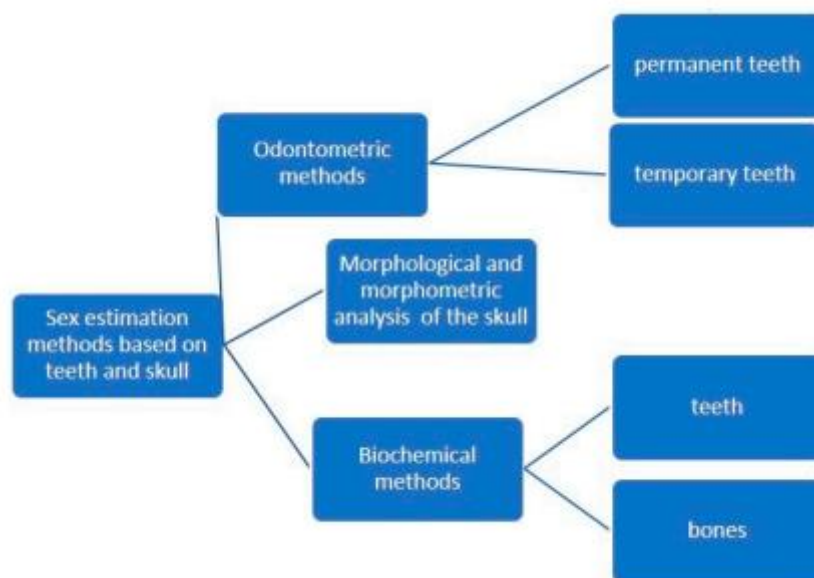 permanent teeth
Odontometric
methods
temporary teeth
Morphological and
morphometric
analysis of the skull
Sex estimation
methods based on
teeth and skull
teeth
Biochemical
methods
bones